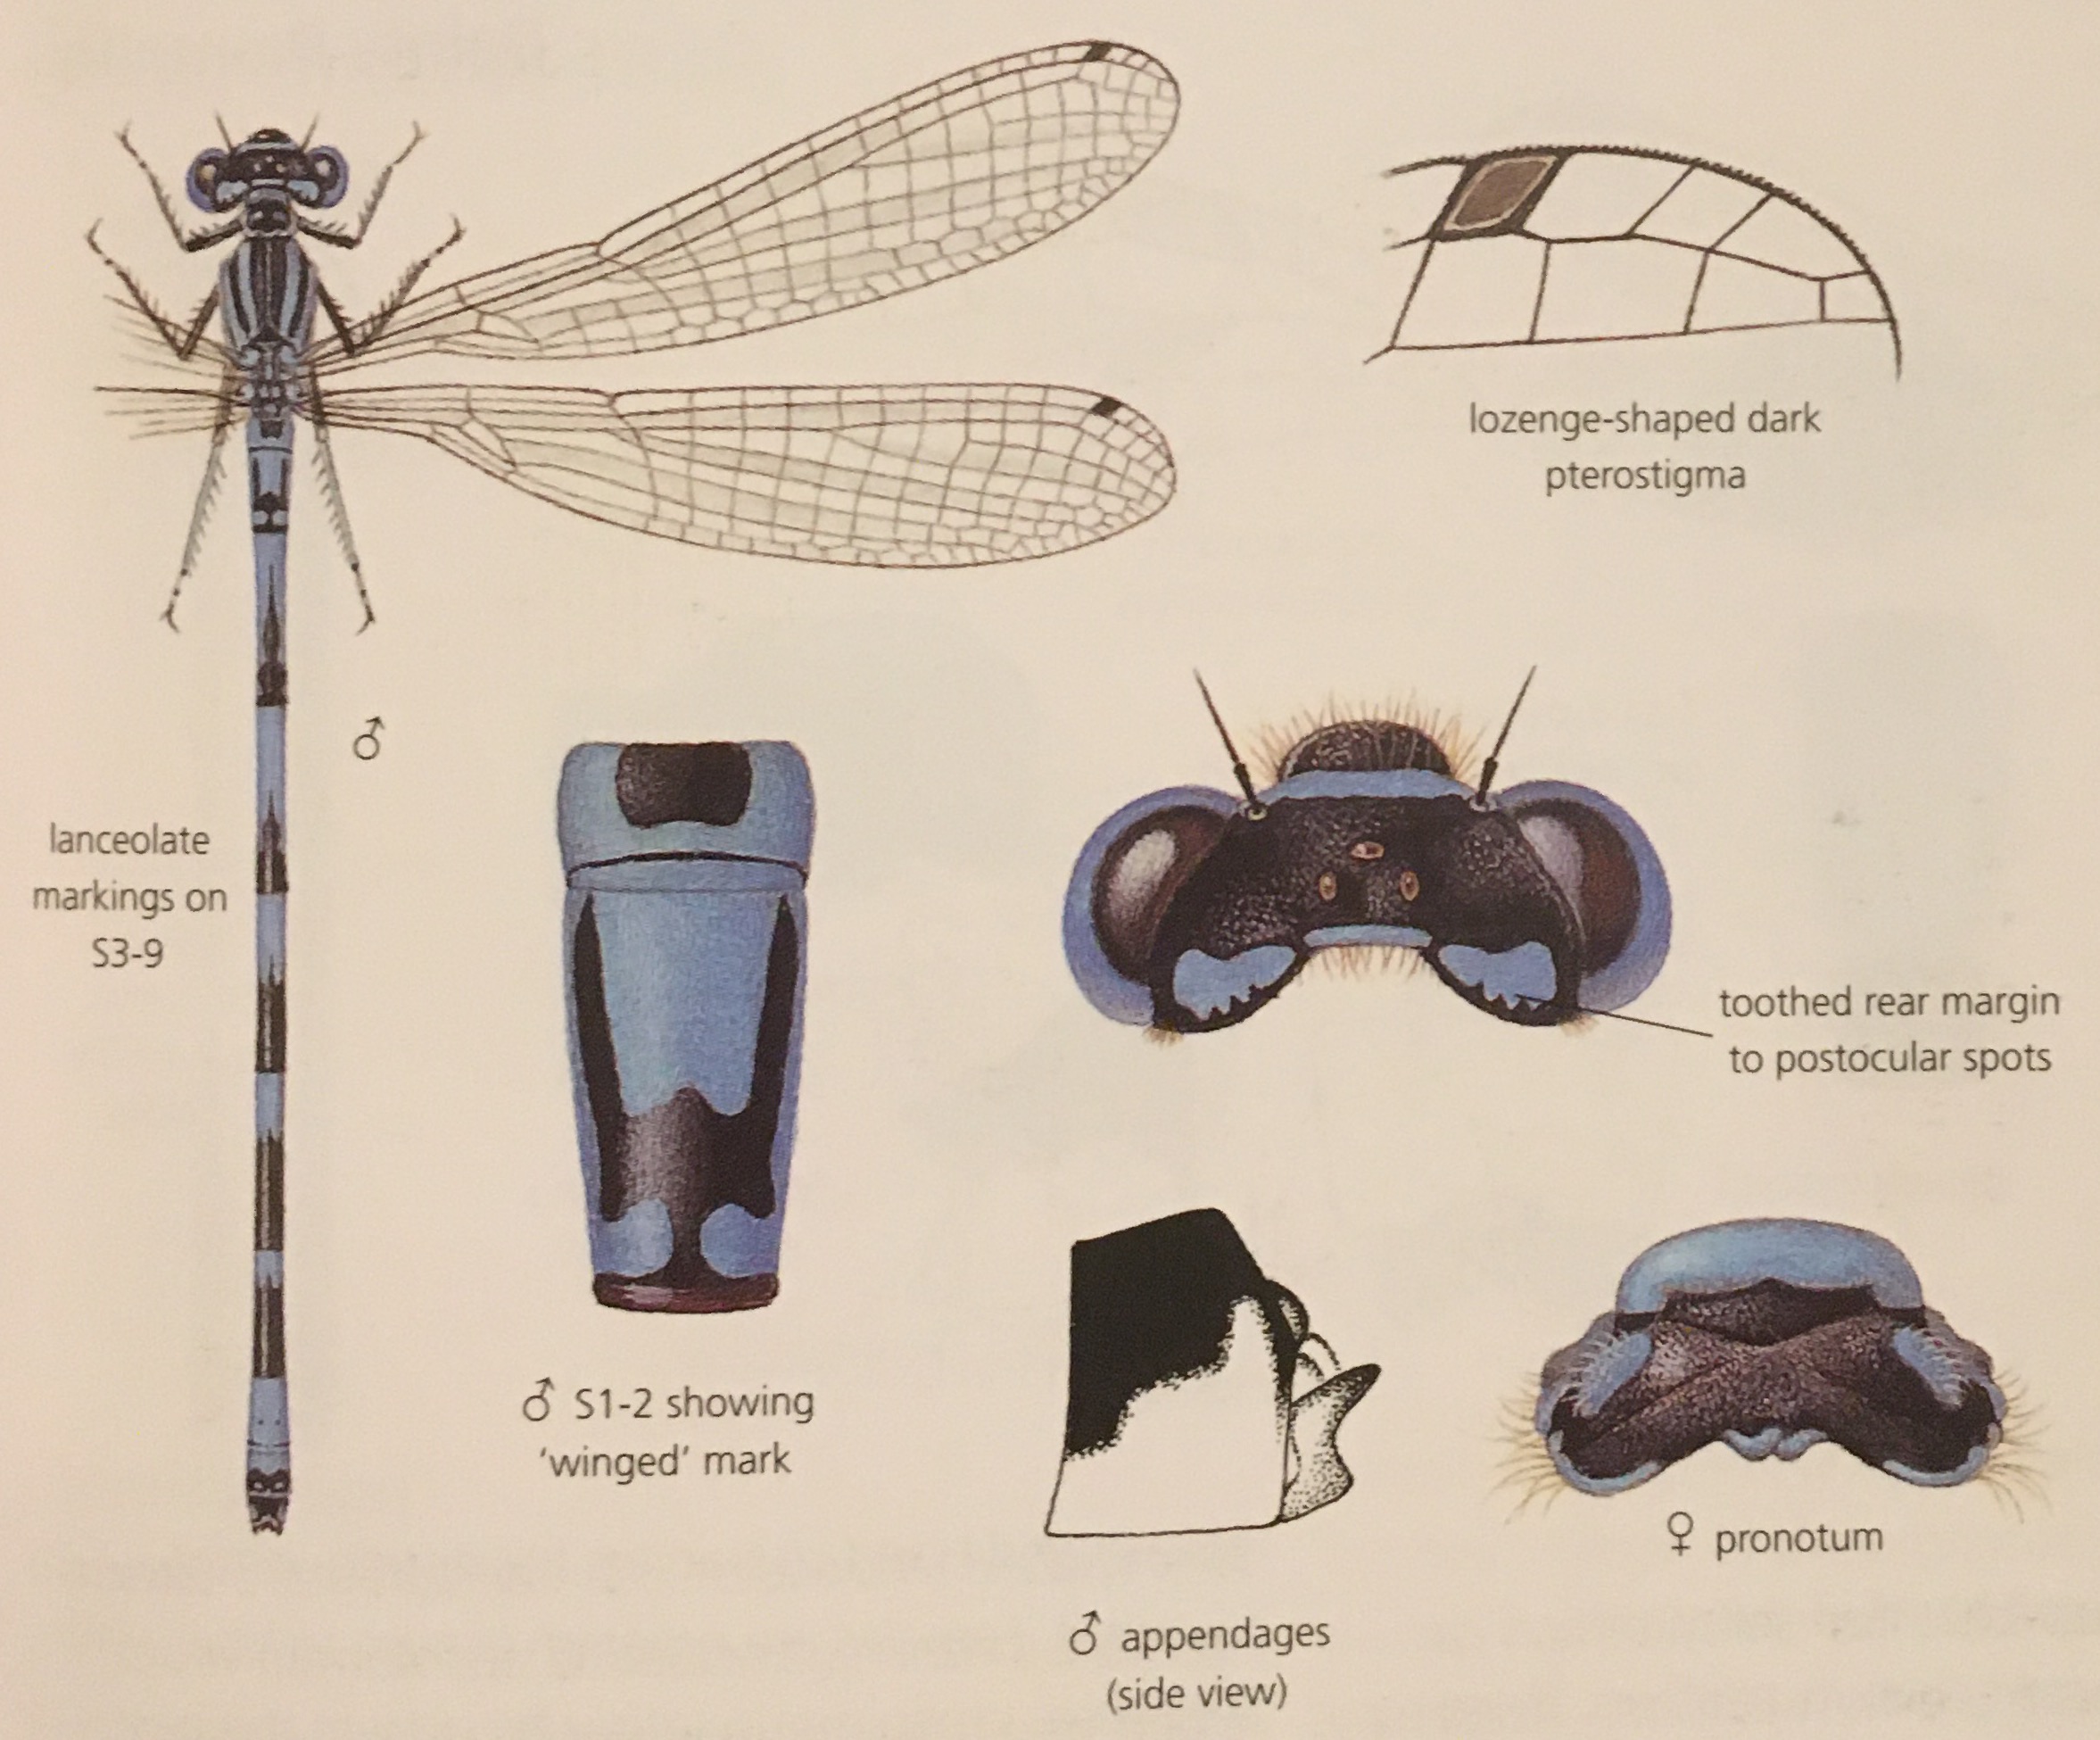 lozenge-shaped dark
pterostigma
♂
lanceolate
markings on
S3-9
toothed rear margin
to postocular spots
♂ S1-2 showing
‘winged’ mark
♀ pronotum
♂ appendages
(side view)